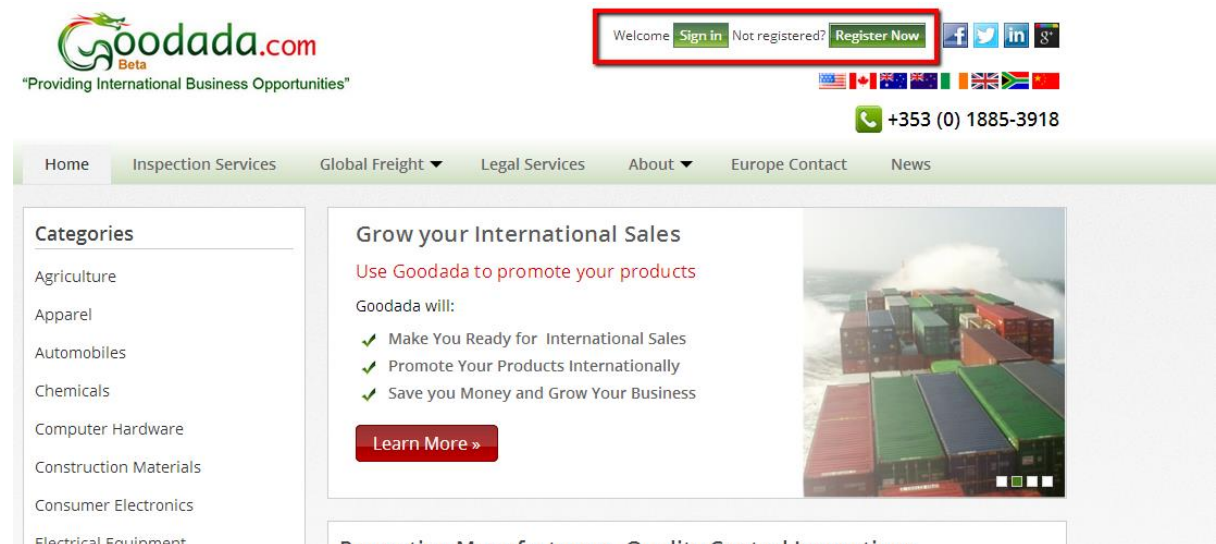 Goodada.com
Beta
"Providing International Business Opportunities"
Welcome Sign in Not registered? Register Now
+353 (0) 1885-3918
Home Inspection Services Global Freight Legal Services About Europe Contact News
Categories
Agriculture
Apparel
Automobiles
Chemicals
Computer Hardware
Construction Materials
Consumer Electronics
Electrical Equipment
Grow your International Sales
Use Goodada to promote your products
Goodada will:
Make You Ready for International Sales
Promote Your Products Internationally
Save you Money and Grow Your Business
Learn More »